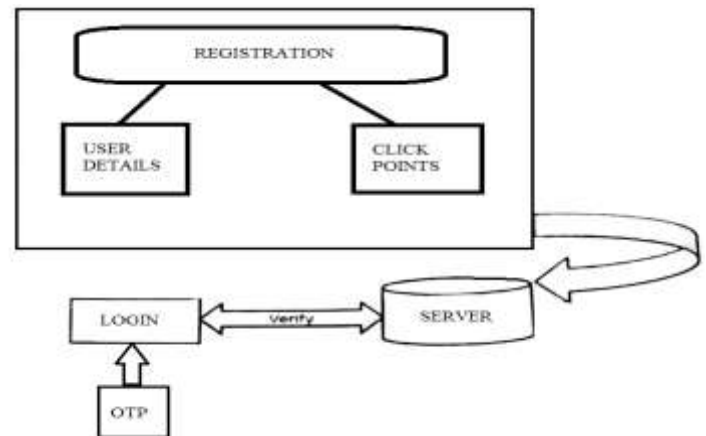 REGISTRATION
USER
DETAILS
CLICK
POINTS
LOGIN
Verify
SERVER
OTP